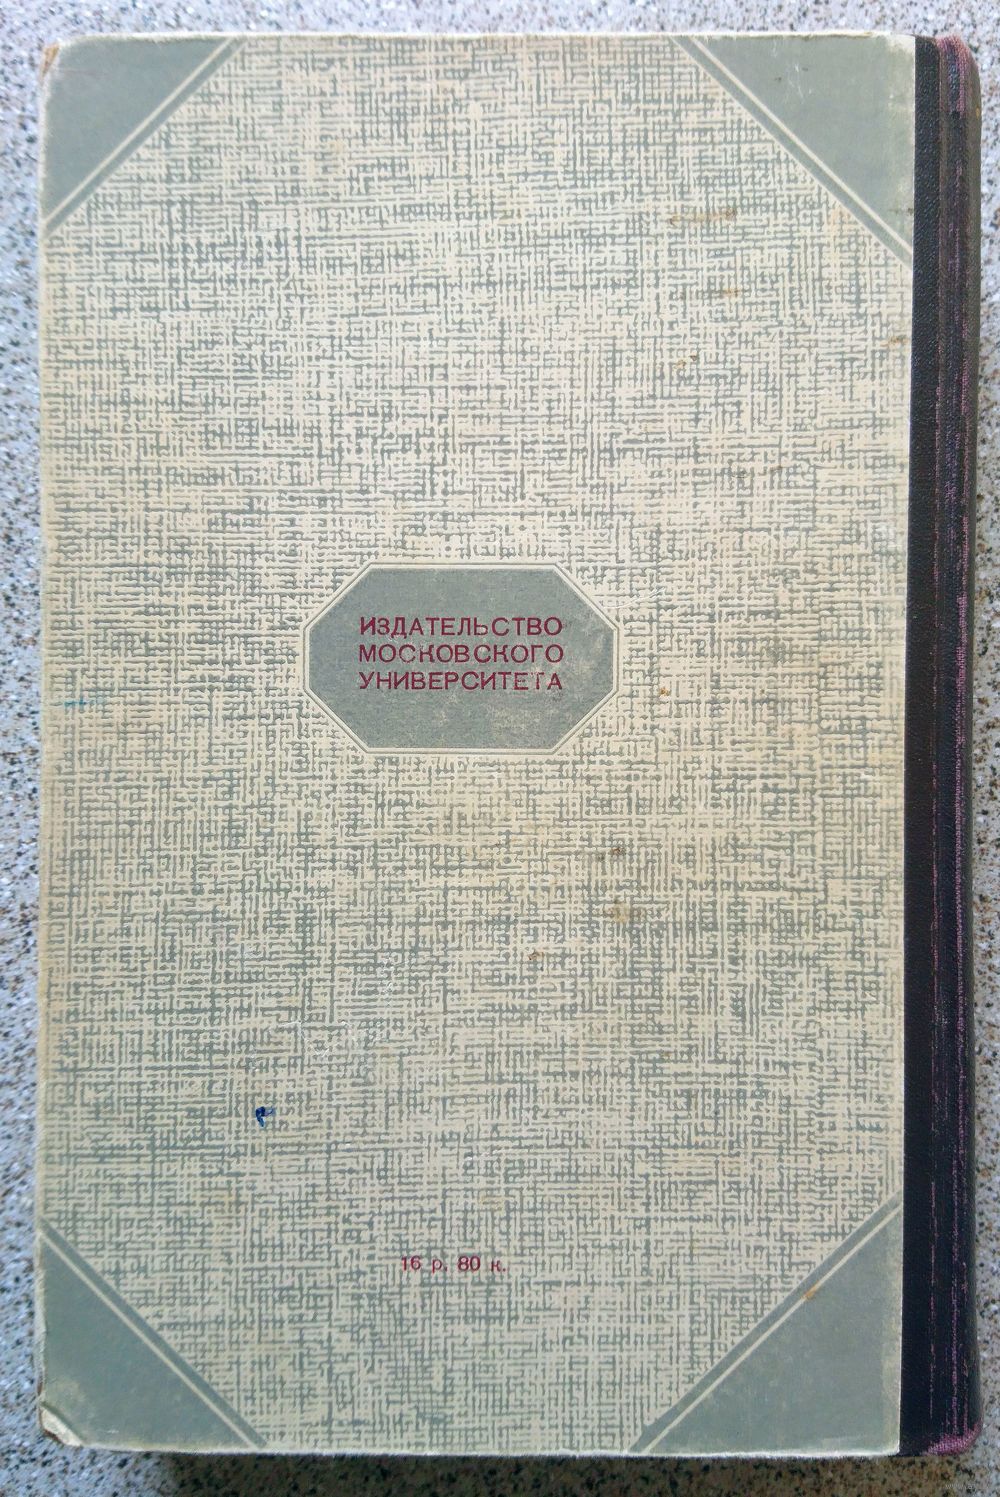 ИЗДАТЕЛЬСТВО
МОСКОВСКОГО
УНИВЕРСИТЕТА
16 р. 80 к.